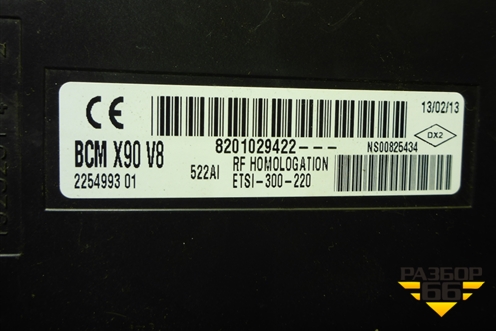 CE
13/02/13
DX2
BCM X90 V8
8201029422---
NS00825434
2254993 01
522AI
RF HOMOLOGATION
ETSI-300-220
РАЗБОР
66